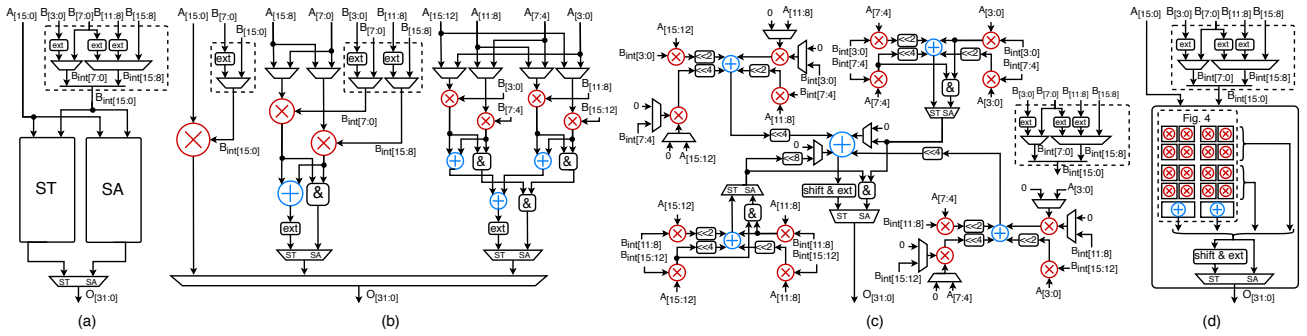 A[15:0] B[3:0] B[7:0] B[11:8] B[15:8]
ext ext ext
Bint[7:0] Bint[15:8]
Bint[15:0]
ST SA
ST SA
O[31:0]
(a)
A[15:0] B[7:0] B[15:0]
ext
Bint[15:0]
A[15:8] A[7:0] B[3:0] B[7:0] B[11:8] B[15:8]
ext ext
Bint[7:0]
Bint[15:8]
&
ext
ST SA
A[15:12] A[11:8] A[7:4] A[3:0]
B[3:0] B[11:8]
B[7:4] B[15:12]
& &
&
ext
ST SA
O[31:0]
(b)
A[15:12] 0 A[11:8]
Bint[3:0] <<2 0
<<4 <<2 Bint[3:0]
0 Bint[7:4]
Bint[7:4] A[11:8]
0 A[15:12]
A[7:4] A[3:0]
Bint[3:0] <<2 Bint[3:0]
Bint[7:4] <<4 <<2 Bint[7:4]
&
A[7:4] A[3:0]
ST SA
<<4 0
<<8 0 <<4
ST SA shift & ext &
ST SA
O[31:0]
A[15:12] & A[11:8]
Bint[11:8] <<2 Bint[11:8]
Bint[15:12] <<4 <<2 Bint[15:12]
A[15:12] A[11:8]
A[7:4] 0 A[3:0]
Bint[11:8] <<2 0
0 <<4 <<2 Bint[11:8]
Bint[15:12] Bint[15:12]
0 A[7:4] A[3:0]
(c)
B[3:0] B[7:0] B[11:8] B[15:8]
ext ext ext
Bint[7:0] Bint[15:8]
Bint[15:0]
A[15:0] B[3:0] B[7:0] B[11:8] B[15:8]
ext ext ext
Bint[7:0] Bint[15:8]
Bint[15:0]
Fig. 4
shift & ext
ST SA
O[31:0]
(d)